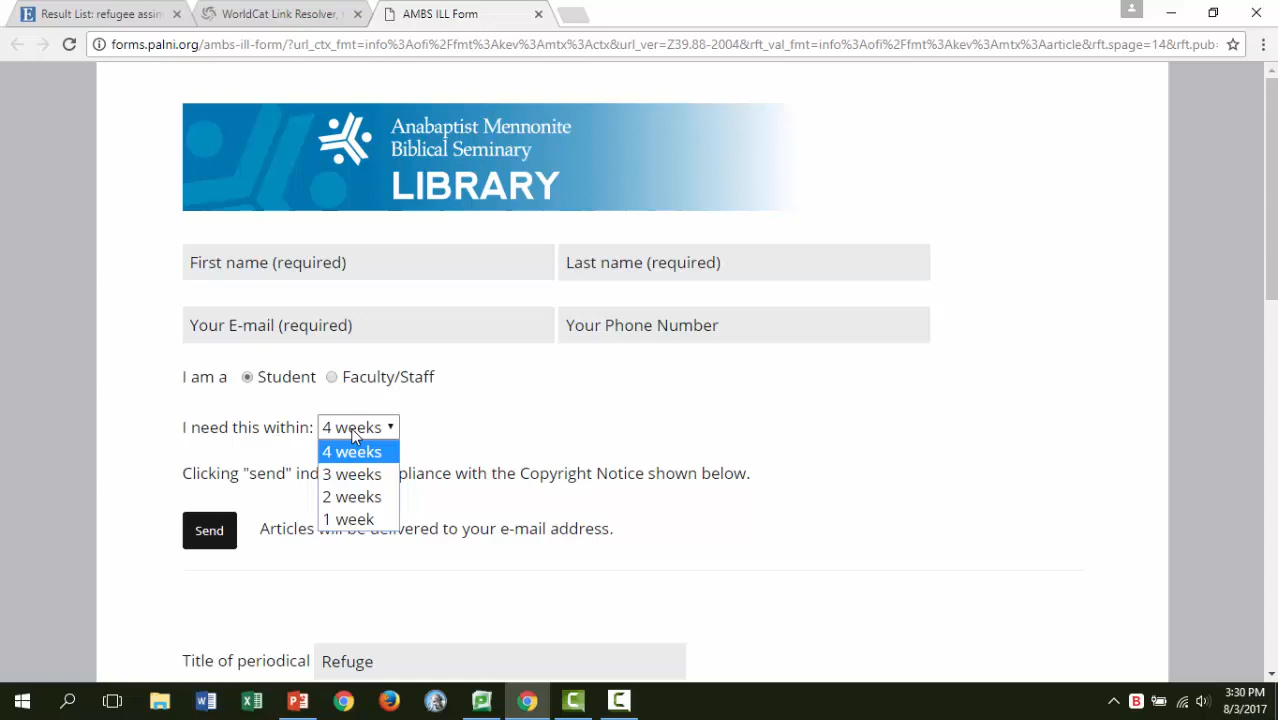 Result List: refugee assin
WorldCat Link Resolver,
AMBS ILL Form
forms.palni.org/ambs-ill-form/?url_ctx_fmt=info%3Aofi%2Ffmt%3Akev%3Amtx%3Actx&url_ver=Z39.88-2004&rft_val_fmt=info%3Aofi%2Ffmt%3Akev%3Amtx%3Aarticle&rft.spage=14&rft.pub
Anabaptist Mennonite
Biblical Seminary
LIBRARY
First name (required)
Last name (required)
Your E-mail (required)
Your Phone Number
I am a Student Faculty/Staff
I need this within: 4 weeks
4 weeks
3 weeks
2 weeks
1 week
Clicking "send" ind pliance with the Copyright Notice shown below.
Send
Articles will be delivered to your e-mail address.
Title of periodical
Refuge
3:30 PM
8/3/2017